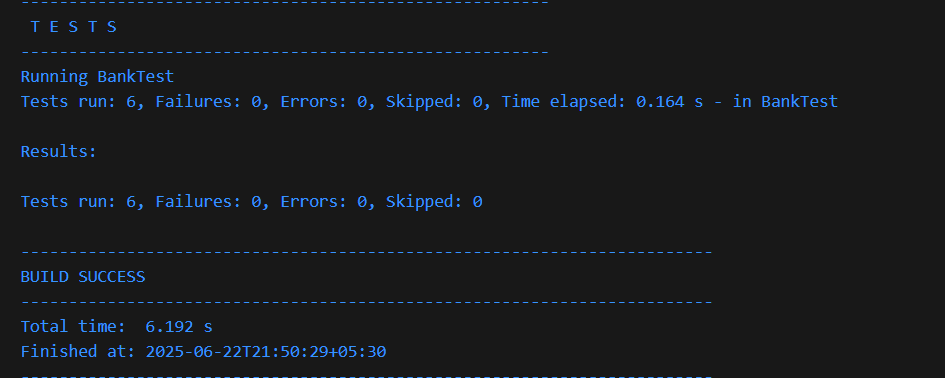 -------------------------------------------------------
T E S T S
-------------------------------------------------------
Running BankTest
Tests run: 6, Failures: 0, Errors: 0, Skipped: 0, Time elapsed: 0.164 s - in BankTest
Results:
Tests run: 6, Failures: 0, Errors: 0, Skipped: 0
------------------------------------------------------------------------
BUILD SUCCESS
------------------------------------------------------------------------
Total time:  6.192 s
Finished at: 2025-06-22T21:50:29+05:30
------------------------------------------------------------------------